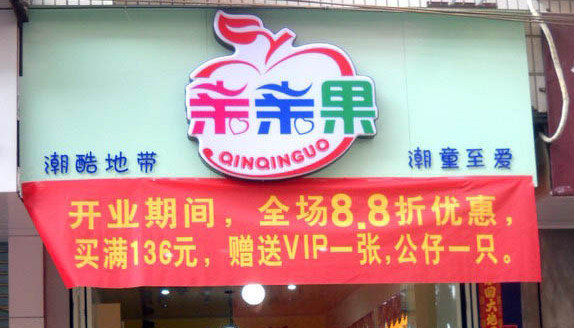 亲亲果
QINQINGUO
潮酷地带
潮童至爱
开业期间，全场8.8折优惠，
买满136元，赠送VIP一张,公仔一只。